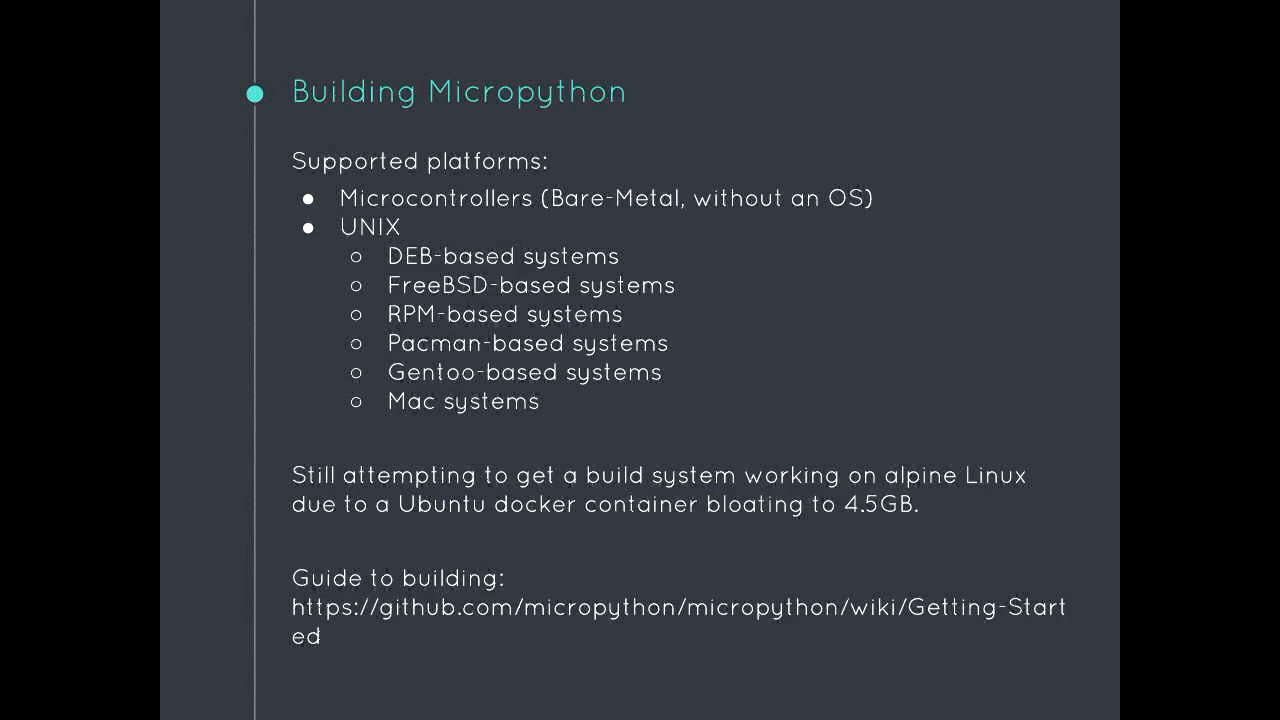 Building Micropython
Supported platforms:
● Microcontrollers (Bare-Metal, without an OS)
● UNIX
○ DEB-based systems
○ FreeBSD-based systems
○ RPM-based systems
○ Pacman-based systems
○ Gentoo-based systems
○ Mac systems
Still attempting to get a build system working on alpine Linux
due to a Ubuntu docker container bloating to 4.5GB.
Guide to building:
https://github.com/micropython/micropython/wiki/Getting-Start
ed